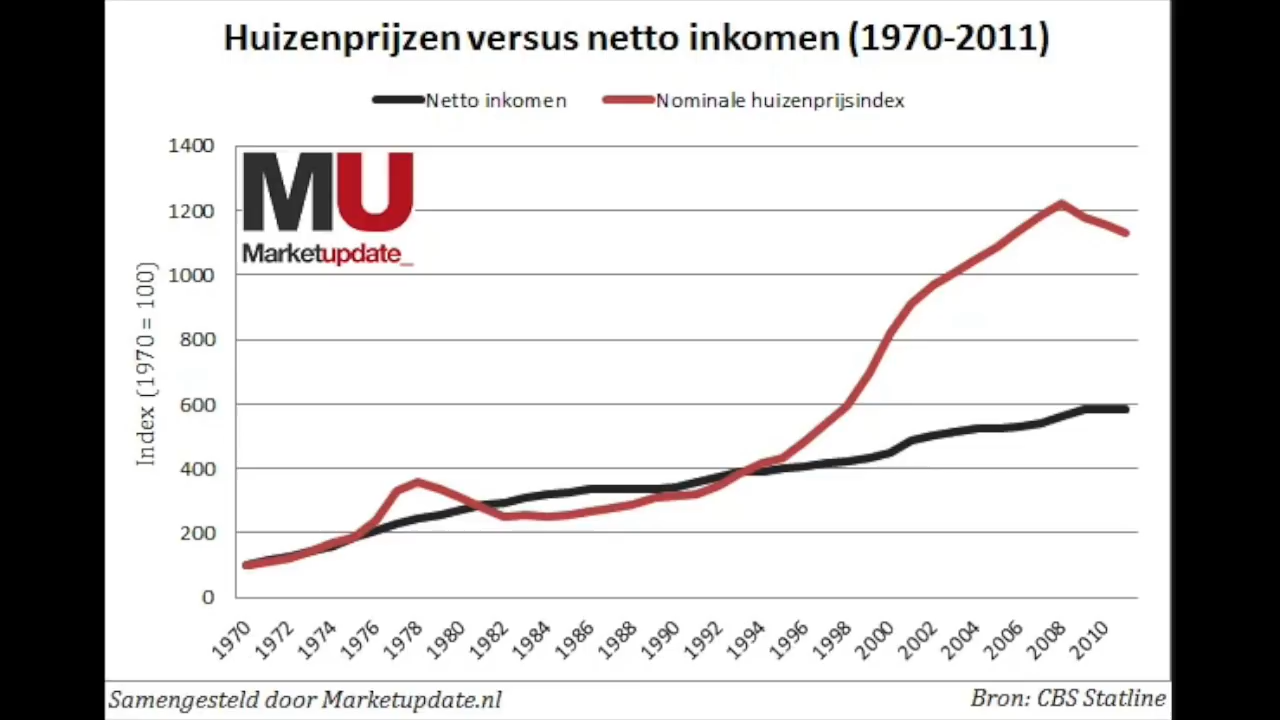 Huizenprijzen versus netto inkomen (1970-2011)
Netto inkomen Nominale huizenprijsindex
MU
Marketupdate_
Index (1970 = 100)
1400
1200
1000
800
600
400
200
0
1970 1972 1974 1976 1978 1980 1982 1984 1986 1988 1990 1992 1994 1996 1998 2000 2002 2004 2006 2008 2010
Samengesteld door Marketupdate.nl Bron: CBS Statline